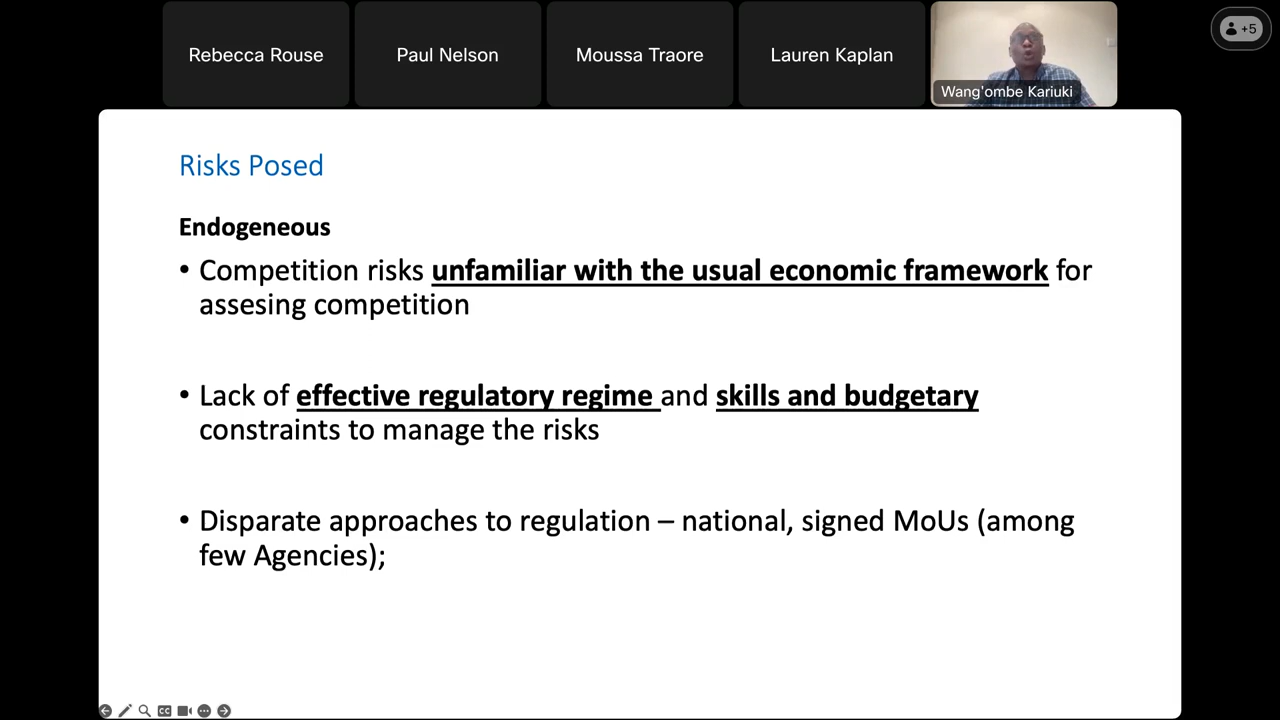 Rebecca Rouse
Paul Nelson
Moussa Traore
Lauren Kaplan
Wang'ombe Kariuki
+5
Risks Posed
Endogeneous
• Competition risks unfamiliar with the usual economic framework for
assesing competition
• Lack of effective regulatory regime and skills and budgetary
constraints to manage the risks
• Disparate approaches to regulation – national, signed MoUs (among
few Agencies);
CC